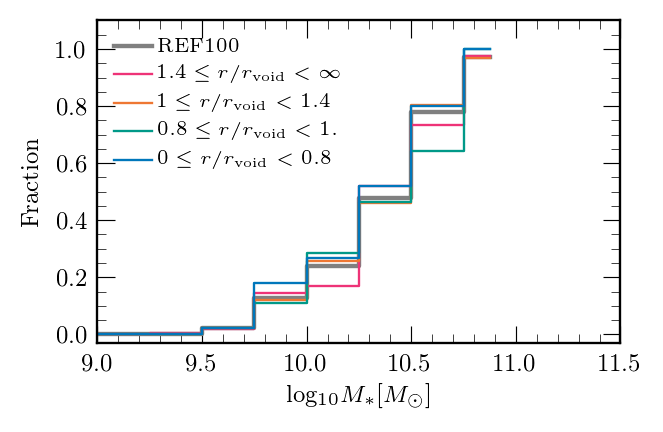 REF100
1.4 ≤ r/r_void < ∞
1 ≤ r/r_void < 1.4
0.8 ≤ r/r_void < 1.
0 ≤ r/r_void < 0.8
Fraction
1.0
0.8
0.6
0.4
0.2
0.0
9.0 9.5 10.0 10.5 11.0 11.5
log₁₀M_*[M_⊙]